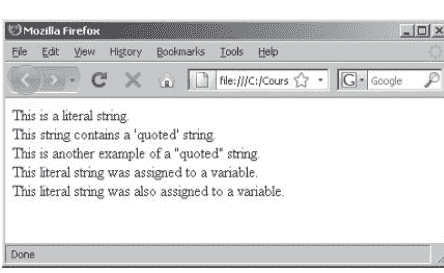 Mozilla Firefox
File Edit View History Bookmarks Tools Help
C file:///C:/Cours G Google
This is a literal string.
This string contains a 'quoted' string.
This is another example of a "quoted" string.
This literal string was assigned to a variable.
This literal string was also assigned to a variable.
Done